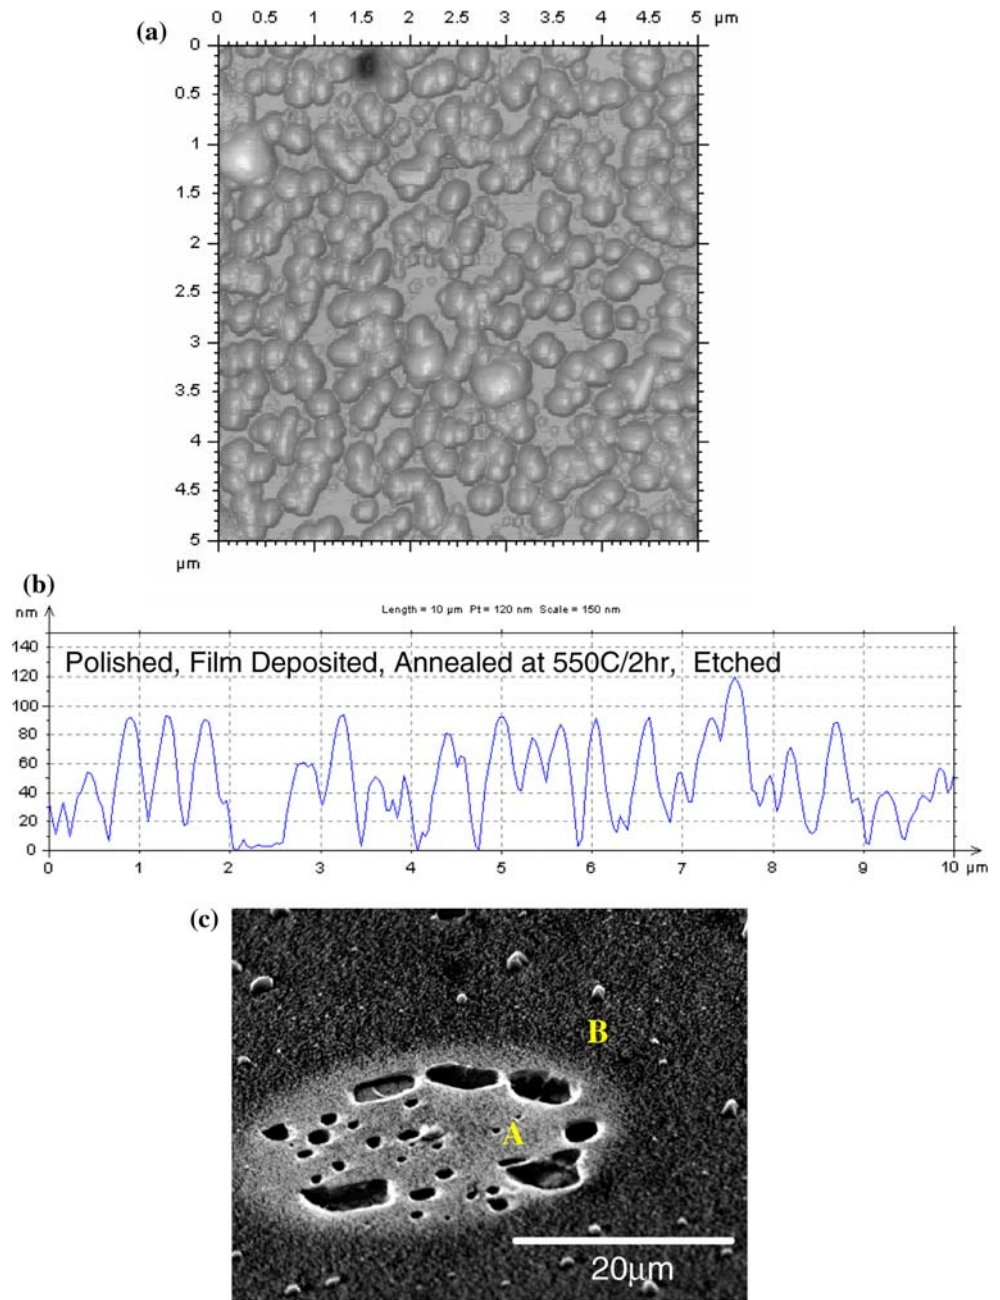 0 0.5 1 1.5 2 2.5 3 3.5 4 4.5 5 µm
(a)
0
0.5
1
1.5
2
2.5
3
3.5
4
4.5
5
µm
(b)
nm
Length = 10 µm Pt = 120 nm Scale = 150 nm
140
Polished, Film Deposited, Annealed at 550C/2hr, Etched
120
100
80
60
40
20
0
0 1 2 3 4 5 6 7 8 9 10 µm
(c)
B
A
20µm